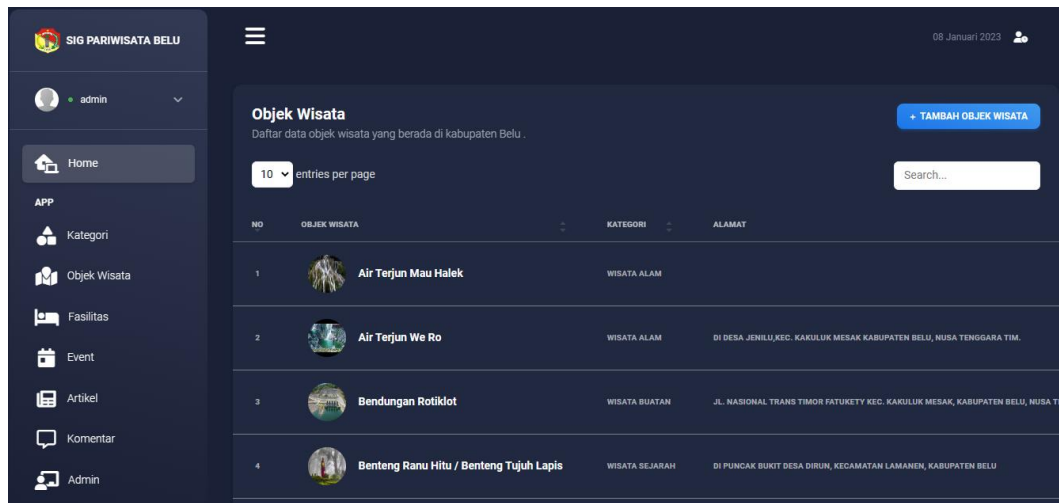 SIG PARIWISATA BELU
08 Januari 2023
admin
Home
APP
Kategori
Objek Wisata
Fasilitas
Event
Artikel
Komentar
Admin
Objek Wisata
Daftar data objek wisata yang berada di kabupaten Belu .
+ TAMBAH OBJEK WISATA
10 entries per page
Search...
NO OBJEK WISATA KATEGORI ALAMAT
1 Air Terjun Mau Halek WISATA ALAM
2 Air Terjun We Ro WISATA ALAM DI DESA JENILU,KEC. KAKULUK MESAK KABUPATEN BELU, NUSA TENGGARA TIM.
3 Bendungan Rotiklot WISATA BUATAN JL. NASIONAL TRANS TIMOR FATUKETY KEC. KAKULUK MESAK, KABUPATEN BELU, NUSA
4 Benteng Ranu Hitu / Benteng Tujuh Lapis WISATA SEJARAH DI PUNCAK BUKIT DESA DIRUN, KECAMATAN LAMANEN, KABUPATEN BELU